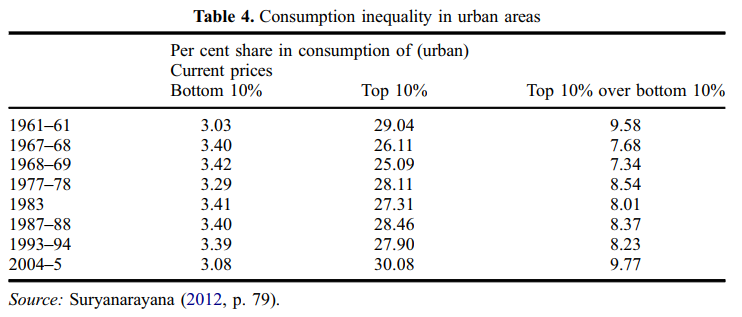 Table 4. Consumption inequality in urban areas
Per cent share in consumption of (urban)
Current prices
Bottom 10% Top 10% Top 10% over bottom 10%
1961–61 3.03 29.04 9.58
1967–68 3.40 26.11 7.68
1968–69 3.42 25.09 7.34
1977–78 3.29 28.11 8.54
1983 3.41 27.31 8.01
1987–88 3.40 28.46 8.37
1993–94 3.39 27.90 8.23
2004–5 3.08 30.08 9.77
Source: Suryanarayana (2012, p. 79).